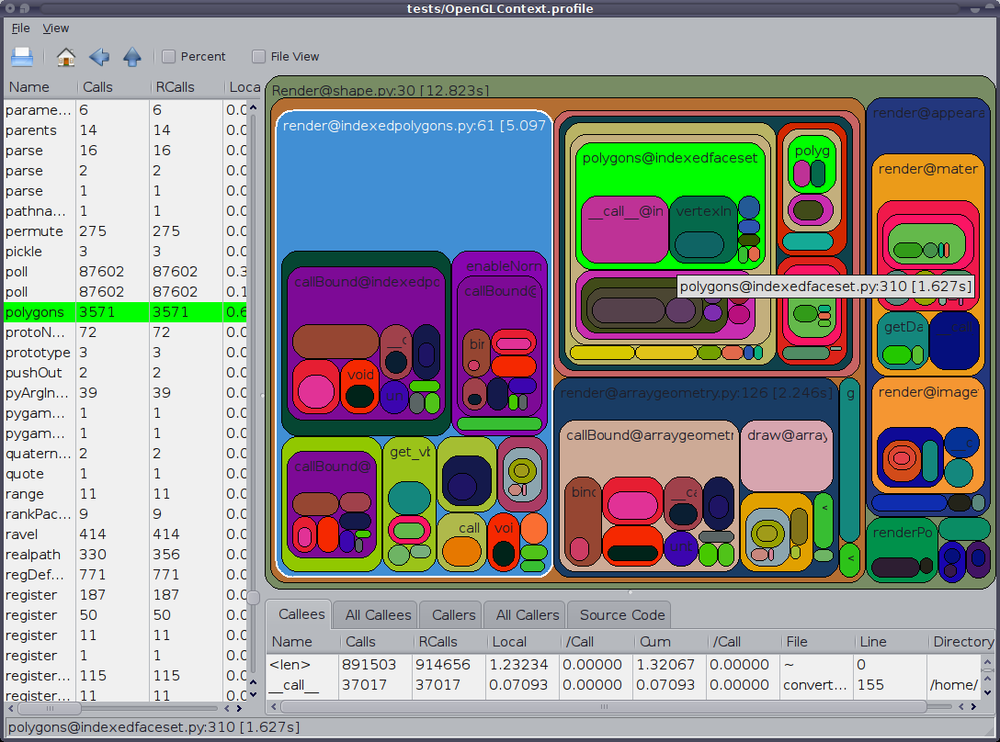 tests/OpenGLContext.profile
File View
Percent File View
Name Calls RCalls Loca
parame... 6 6 0.0
parents 14 14 0.0
parse 16 16 0.0
parse 2 2 0.0
parse 1 1 0.0
pathna... 1 1 0.0
permute 275 275 0.0
pickle 3 3 0.0
poll 87602 87602 0.3
poll 87602 87602 0.1
polygons 3571 3571 0.6
protoN... 72 72 0.0
prototype 3 3 0.0
pushOut 2 2 0.0
pyArgIn... 39 39 0.0
pygam... 1 1 0.0
pygam... 1 1 0.0
quatern... 2 2 0.0
quote 1 1 0.0
range 11 11 0.0
rankPac... 9 9 0.0
ravel 414 414 0.0
realpath 330 356 0.0
regDef... 771 771 0.0
register 187 187 0.0
register 50 50 0.0
register 11 11 0.0
register 1 1 0.0
register... 115 115 0.0
register... 11 11 0.0
Render@shape.py:30 [12.823s]
render@indexedpolygons.py:61 [5.097
callBound@indexedpo
enableNorn
callBound@
bir
__c
void
un
callBound@
get_vb
call
voi
polygons@indexedfaceset
__call__@in
vertexIn
polyg
polygons@indexedfaceset.py:310 [1.627s]
render@arraygeometry.py:126 [2.246s]
g
callBound@arraygeometr
draw@array
binc
__ca
unt
<
<
render@appeara
render@mater
getDa
__call
render@image
__c
renderPo
Callees All Callees Callers All Callers Source Code
Name Calls RCalls Local /Call Cum /Call File Line Directory
<len> 891503 914656 1.23234 0.00000 1.32067 0.00000 ~ 0
__call__ 37017 37017 0.07093 0.00000 0.07093 0.00000 convert... 155 /home/
polygons@indexedfaceset.py:310 [1.627s]